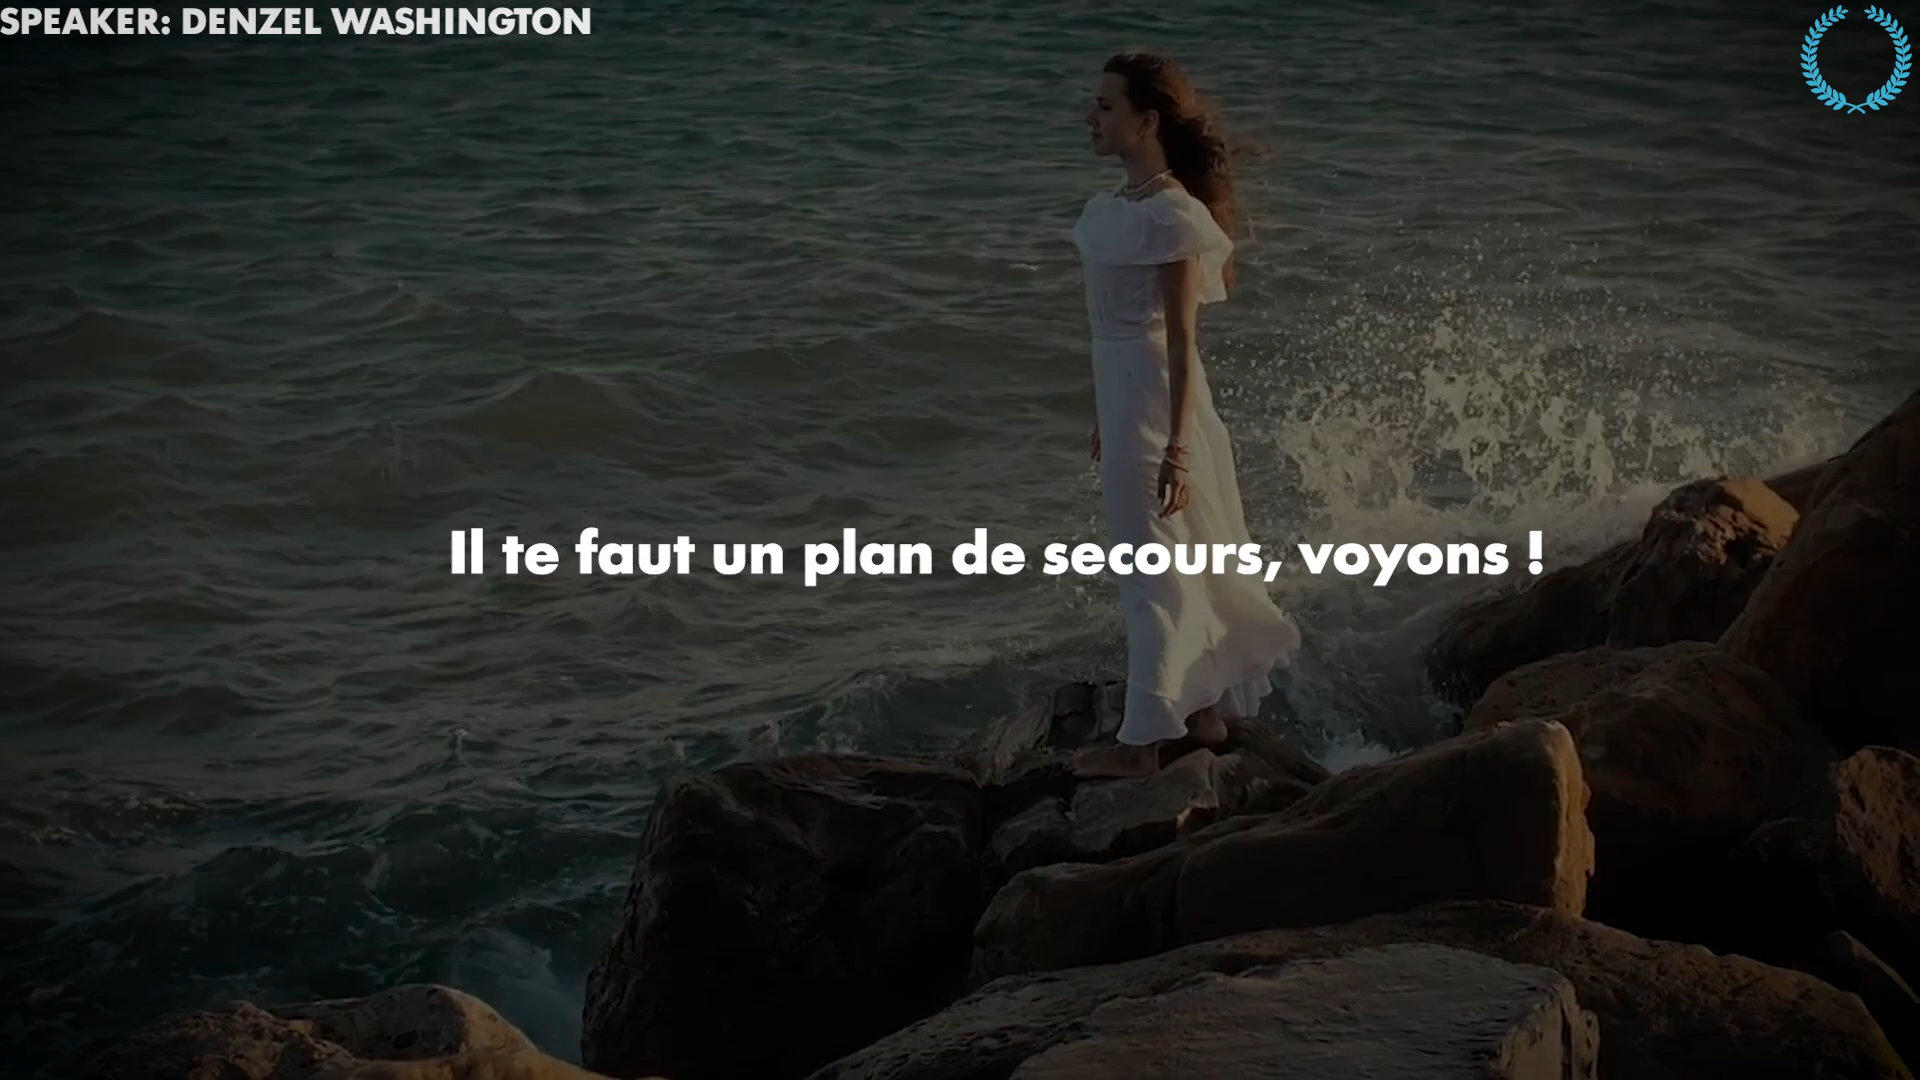 SPEAKER: DENZEL WASHINGTON
Il te faut un plan de secours, voyons !